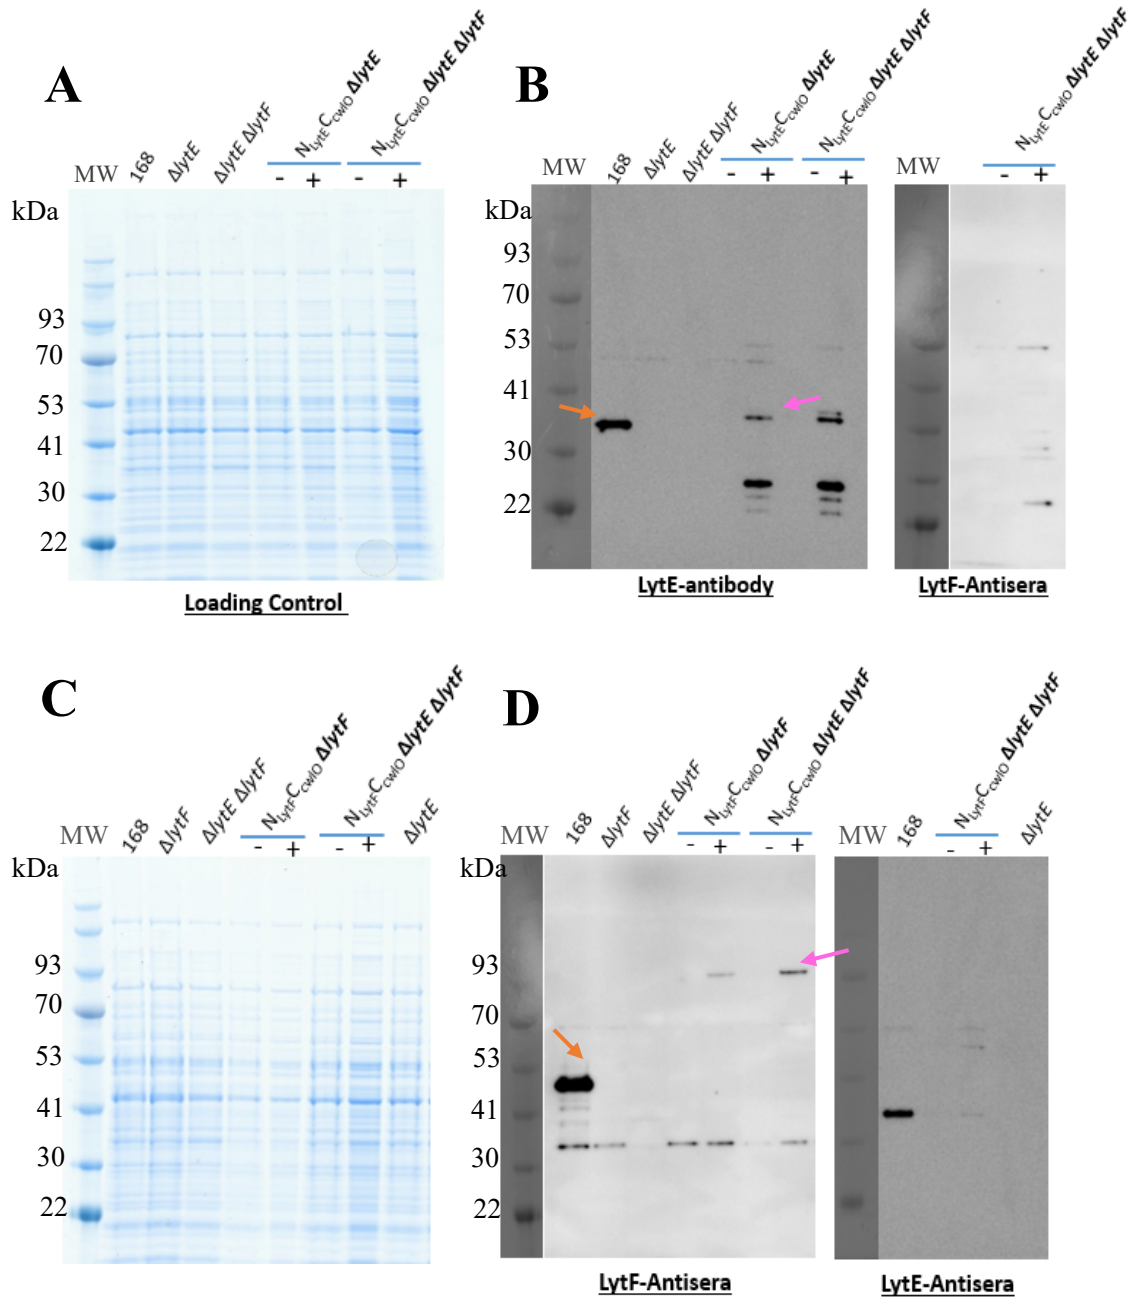 A
MW
168
ΔlytE
ΔlytE ΔlytF
NLytECcwlO ΔlytE
NLytECcwlO ΔlytE ΔlytF
- + - +
kDa
93
70
53
41
30
22
Loading Control
B
MW
168
ΔlytE
ΔlytE ΔlytF
NLytECcwlO ΔlytE
NLytECcwlO ΔlytE ΔlytF
- + - +
kDa
93
70
53
41
30
22
LytE-antibody
MW
NLytECcwlO ΔlytE ΔlytF
- +
LytF-Antisera
C
MW
168
ΔlytF
ΔlytE ΔlytF
NLytFCcwlO ΔlytF
NLytFCcwlO ΔlytE ΔlytF
ΔlytE
- + - +
kDa
93
70
53
41
30
22
D
MW
168
ΔlytF
ΔlytE ΔlytF
NLytFCcwlO ΔlytF
NLytFCcwlO ΔlytE ΔlytF
- + - +
kDa
93
70
53
41
30
22
LytF-Antisera
MW
168
NLytFCcwlO ΔlytE ΔlytF
- +
ΔlytE
LytE-Antisera